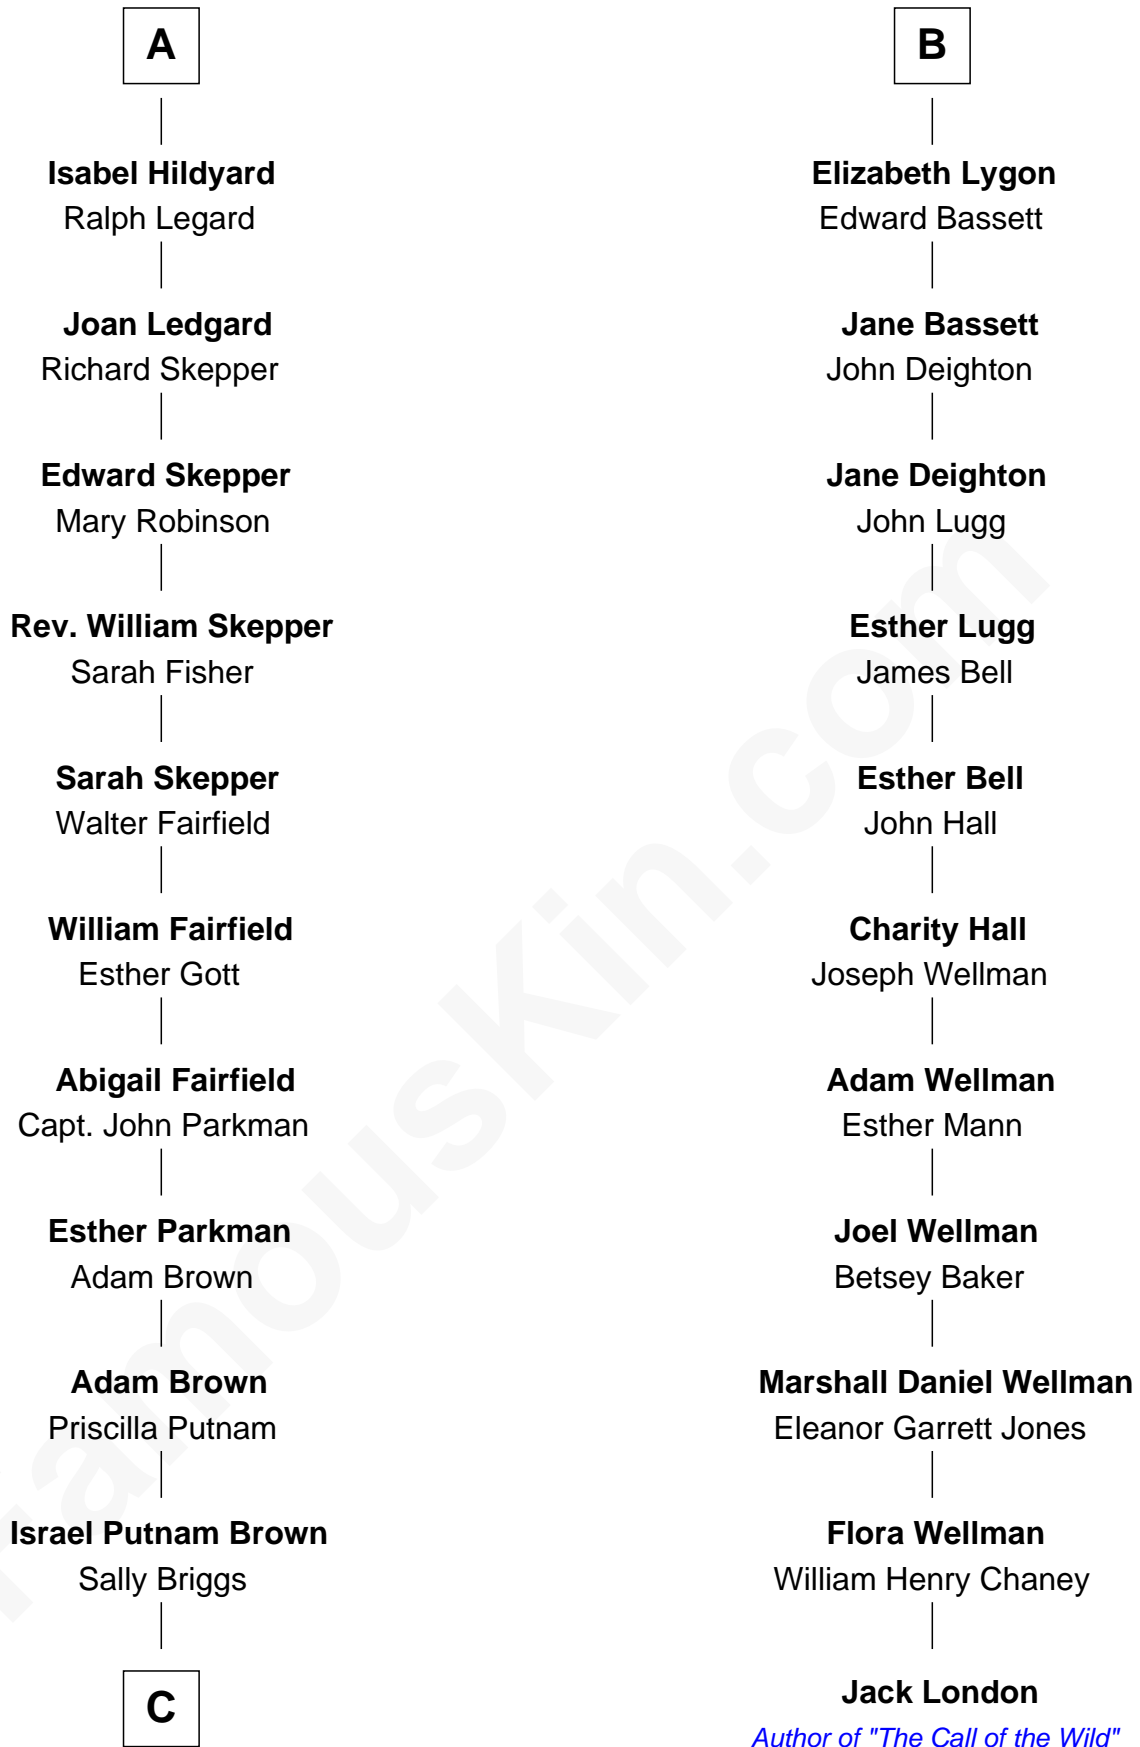 A
Isabel Hildyard
Ralph Legard
Joan Ledgard
Richard Skepper
Edward Skepper
Mary Robinson
Rev. William Skepper
Sarah Fisher
Sarah Skepper
Walter Fairfield
William Fairfield
Esther Gott
Abigail Fairfield
Capt. John Parkman
Esther Parkman
Adam Brown
Adam Brown
Priscilla Putnam
Israel Putnam Brown
Sally Briggs
C
B
Elizabeth Lygon
Edward Bassett
Jane Bassett
John Deighton
Jane Deighton
John Lugg
Esther Lugg
James Bell
Esther Bell
John Hall
Charity Hall
Joseph Wellman
Adam Wellman
Esther Mann
Joel Wellman
Betsey Baker
Marshall Daniel Wellman
Eleanor Garrett Jones
Flora Wellman
William Henry Chaney
Jack London
Author of "The Call of the Wild"
FamousKin.com